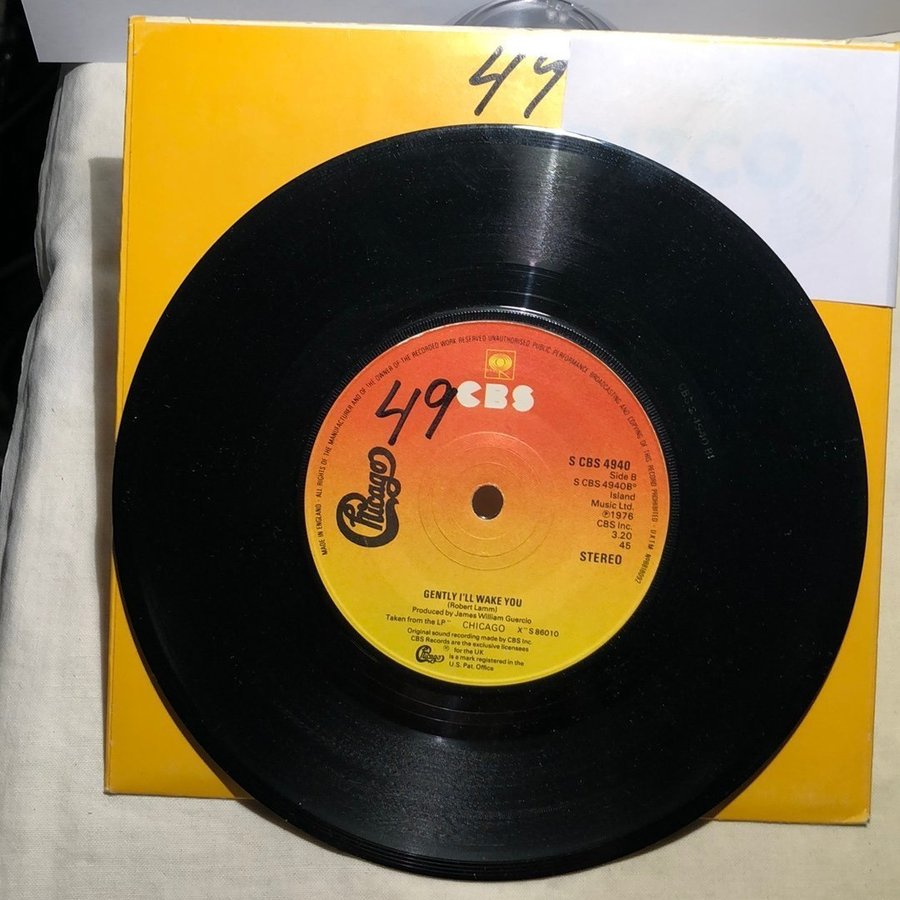 49
MADE IN ENGLAND · ALL RIGHTS OF THE MANUFACTURER AND OF THE OWNER OF THE RECORDED WORK RESERVED UNAUTHORISED PUBLIC PERFORMANCE BROADCASTING AND COPYING OF THIS RECORD PROHIBITED
CBS
49
Chicago
S CBS 4940
Side B
S CBS 4940B°
Island
Music Ltd.
℗1976
CBS Inc.
3.20
45
STEREO
GENTLY I'LL WAKE YOU
(Robert Lamm)
Produced by James William Guercio
Taken from the LP " CHICAGO X" S 86010
Original sound recording made by CBS Inc.
CBS Records are the exclusive licensees
for the UK
Chicago ® is a mark registered in the
U.S. Pat. Office